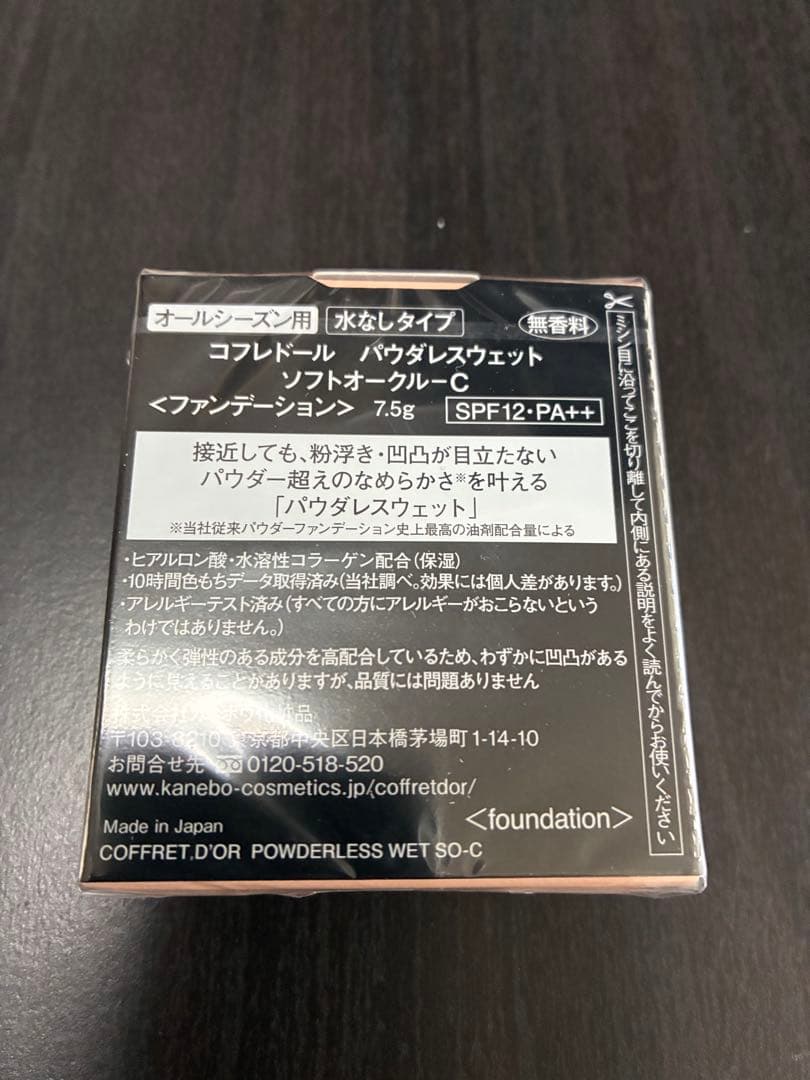 オールシーズン用 水なしタイプ 無香料
コフレドール パウダレスウェット
ソフトオークルーC
<ファンデーション> 7.5g SPF12・PA++
接近しても、粉浮き・凹凸が目立たない
パウダー超えのなめらかさ※を叶える
「パウダレスウェット」
※当社従来パウダーファンデーション史上最高の油剤配合量による
・ヒアルロン酸・水溶性コラーゲン配合(保湿)
・10時間色もちデータ取得済み(当社調べ。効果には個人差があります。)
・アレルギーテスト済み(すべての方にアレルギーがおこらないという
わけではありません。)
柔らかく弾性のある成分を高配合しているため、わずかに凹凸がある
ように見えることがありますが、品質には問題ありません
株式会社カネボウ化粧品
〒103-8210 東京都中央区日本橋茅場町1-14-10
お問合せ先 0120-518-520
www.kanebo-cosmetics.jp/coffretdor/
<foundation>
Made in Japan
COFFRET D'OR POWDERLESS WET SO-C
ミシン目に沿ってここを切り離して内側にある説明をよく読んでからお使いください